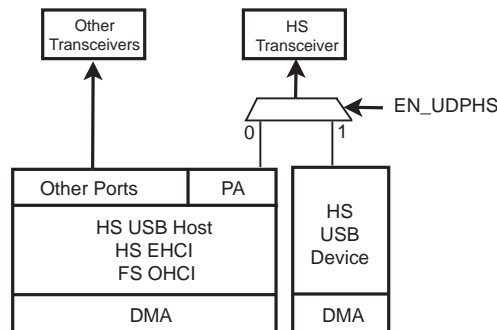 Other
Transceivers
HS
Transceiver
EN_UDPHS
0 1
Other Ports PA
HS USB Host
HS EHCI
FS OHCI
DMA
HS
USB
Device
DMA